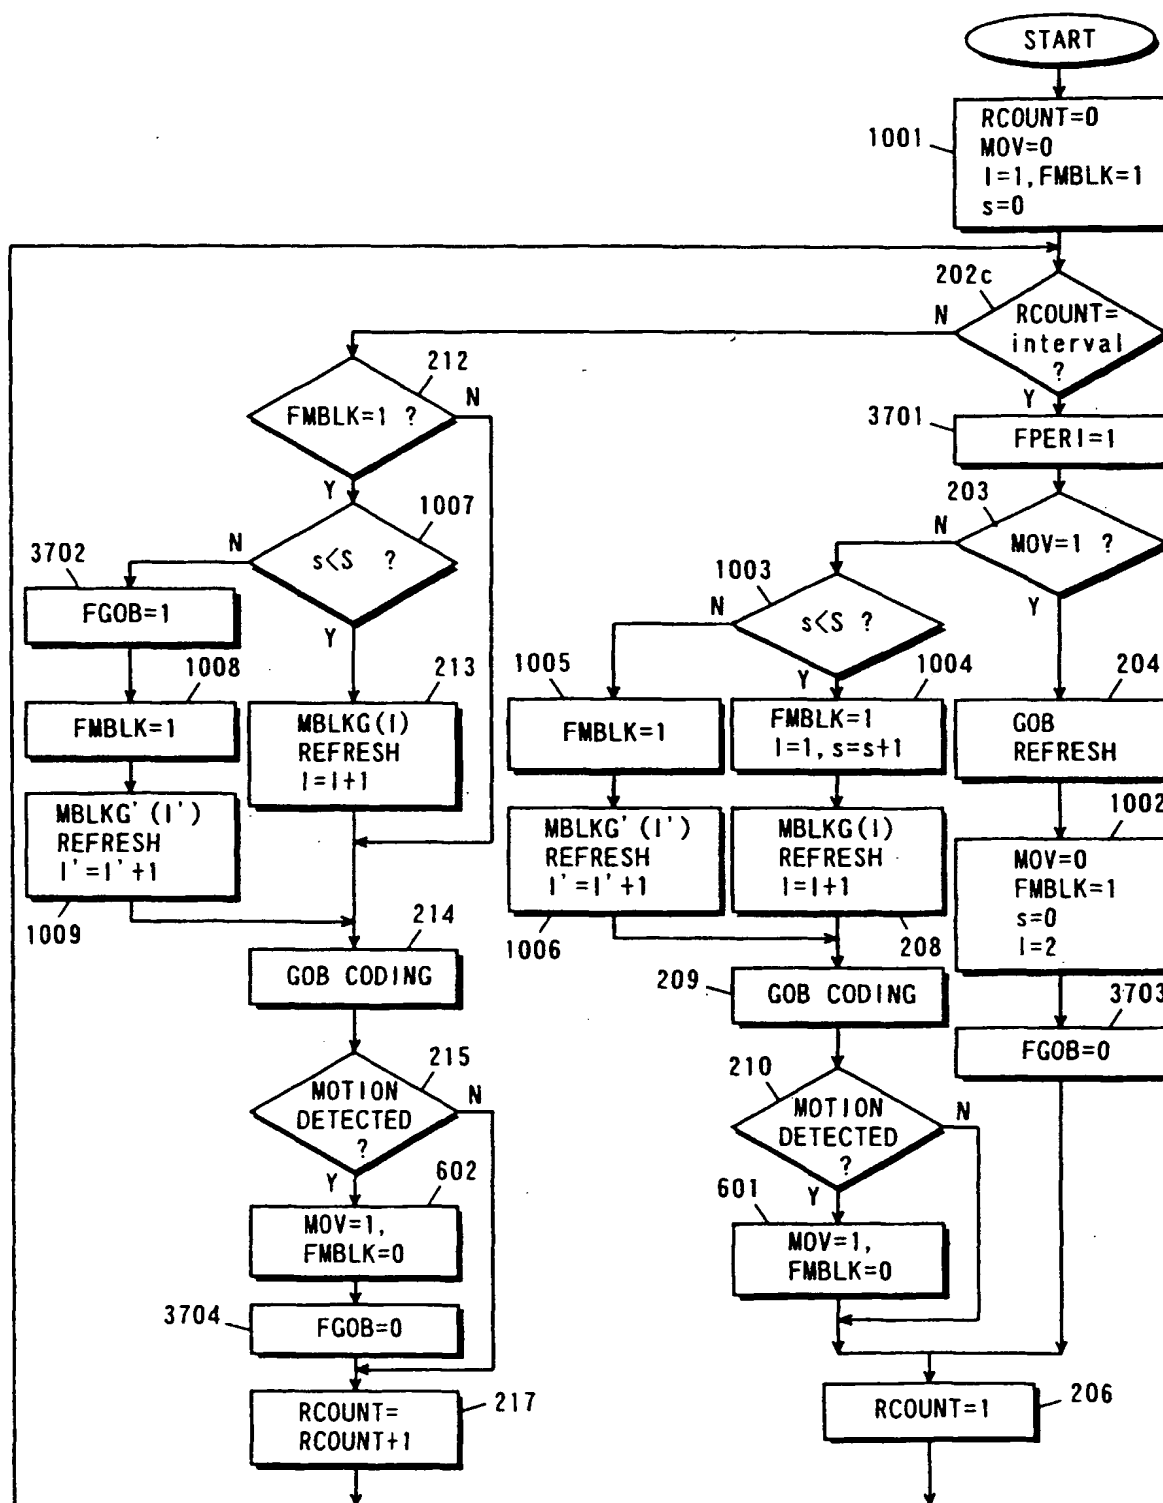 START
1001
RCOUNT=0
MOV=0
I=1, FMBLK=1
s=0
202c
N
RCOUNT=
interval
?
Y
212
N
FMBLK=1 ?
Y
3701
FPERI=1
203
N
MOV=1 ?
Y
1007
N
s<S ?
Y
3702
FGOB=1
1003
N
s<S ?
Y
1008
FMBLK=1
213
MBLKG(I)
REFRESH
I=I+1
1005
FMBLK=1
1004
FMBLK=1
I=1, s=s+1
204
GOB
REFRESH
MBLKG'(I')
REFRESH
I'=I'+1
1009
MBLKG'(I')
REFRESH
I'=I'+1
1006
MBLKG(I)
REFRESH
I=I+1
208
1002
MOV=0
FMBLK=1
s=0
I=2
214
GOB CODING
209
GOB CODING
3703
FGOB=0
215
MOTION
DETECTED
?
N
Y
210
MOTION
DETECTED
?
N
Y
602
MOV=1,
FMBLK=0
601
MOV=1,
FMBLK=0
3704
FGOB=0
RCOUNT=
RCOUNT+1
217
RCOUNT=1
206